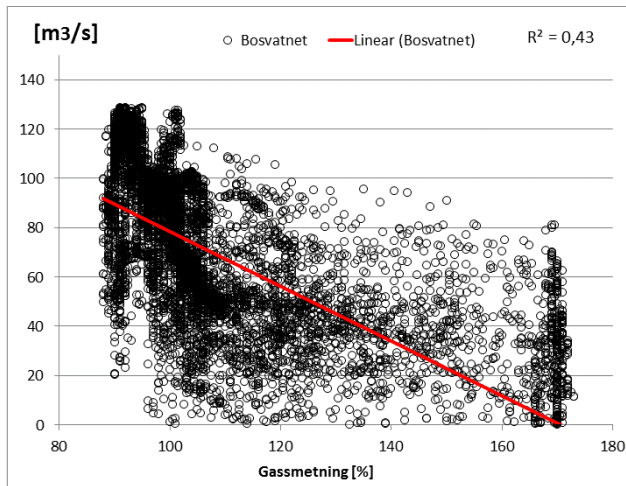 [m3/s]
Bosvatnet
Linear (Bosvatnet)
R² = 0,43
140
120
100
80
60
40
20
0
80 100 120 140 160 180
Gassmetning [%]